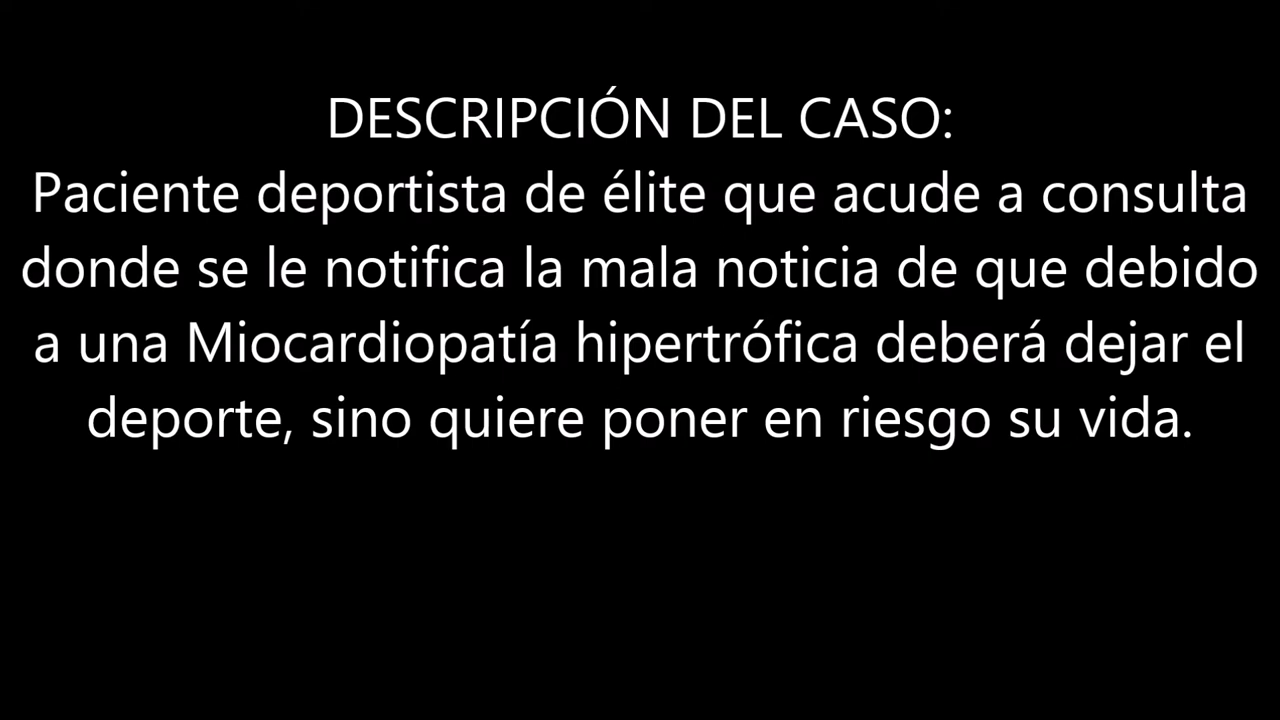 DESCRIPCIÓN DEL CASO:
Paciente deportista de élite que acude a consulta
donde se le notifica la mala noticia de que debido
a una Miocardiopatía hipertrófica deberá dejar el
deporte, sino quiere poner en riesgo su vida.